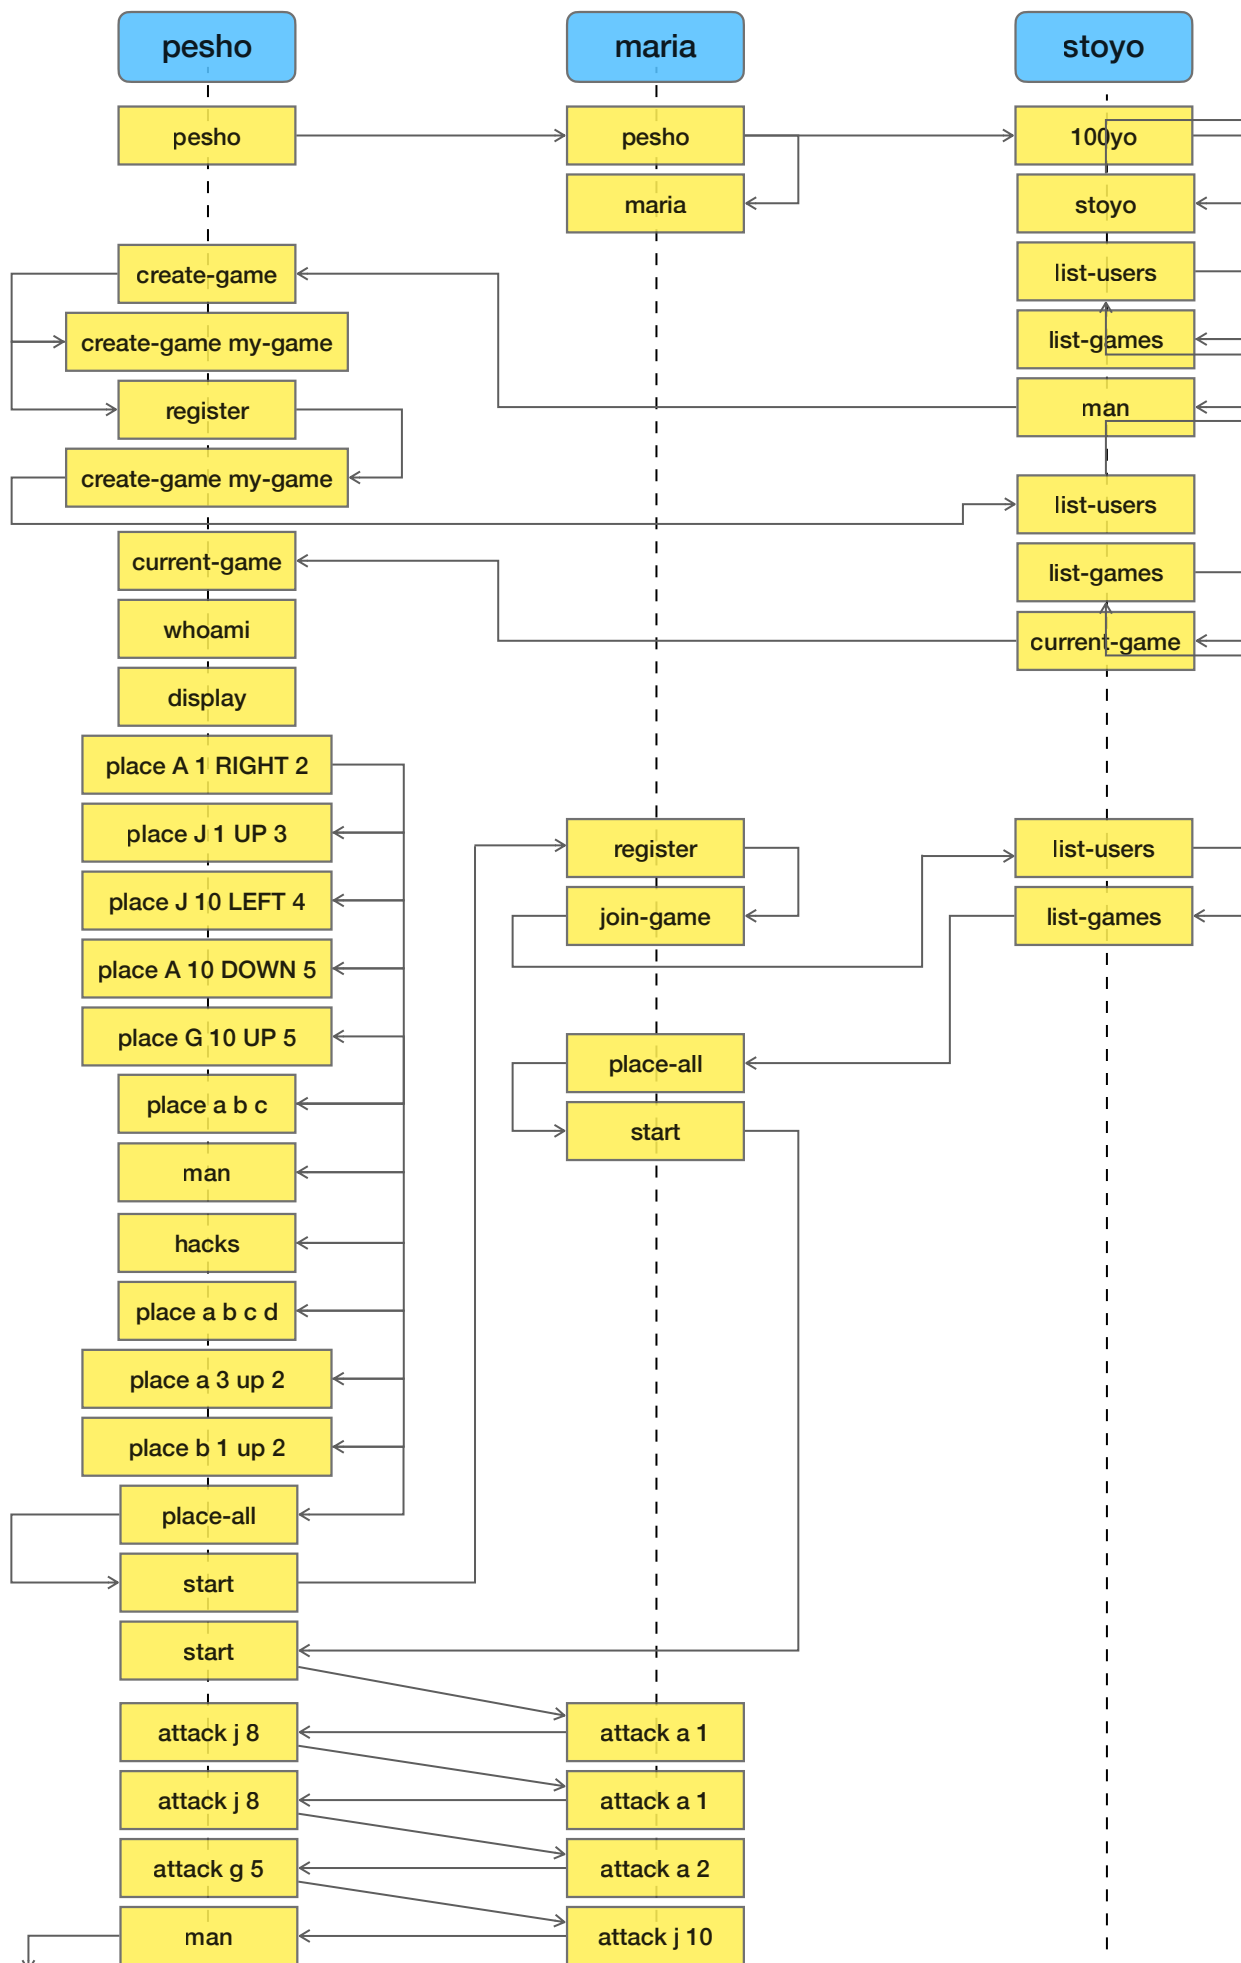 pesho
maria
stoyo
pesho
pesho
100yo
maria
stoyo
create-game
list-users
create-game my-game
list-games
register
man
create-game my-game
list-users
current-game
list-games
whoami
current-game
display
place A 1 RIGHT 2
place J 1 UP 3
register
list-users
place J 10 LEFT 4
join-game
list-games
place A 10 DOWN 5
place G 10 UP 5
place-all
place a b c
start
man
hacks
place a b c d
place a 3 up 2
place b 1 up 2
place-all
start
start
attack j 8
attack a 1
attack j 8
attack a 1
attack g 5
attack a 2
man
attack j 10